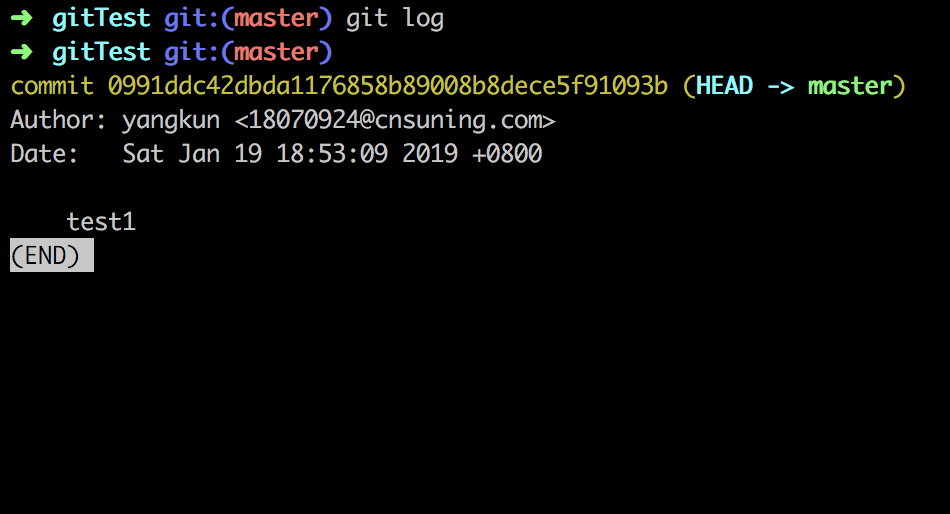 ➜ gitTest git:(master) git log
➜ gitTest git:(master)
commit 0991ddc42dbda1176858b89008b8dece5f91093b (HEAD -> master)
Author: yangkun <18070924@cnsuning.com>
Date:   Sat Jan 19 18:53:09 2019 +0800
    test1
(END)